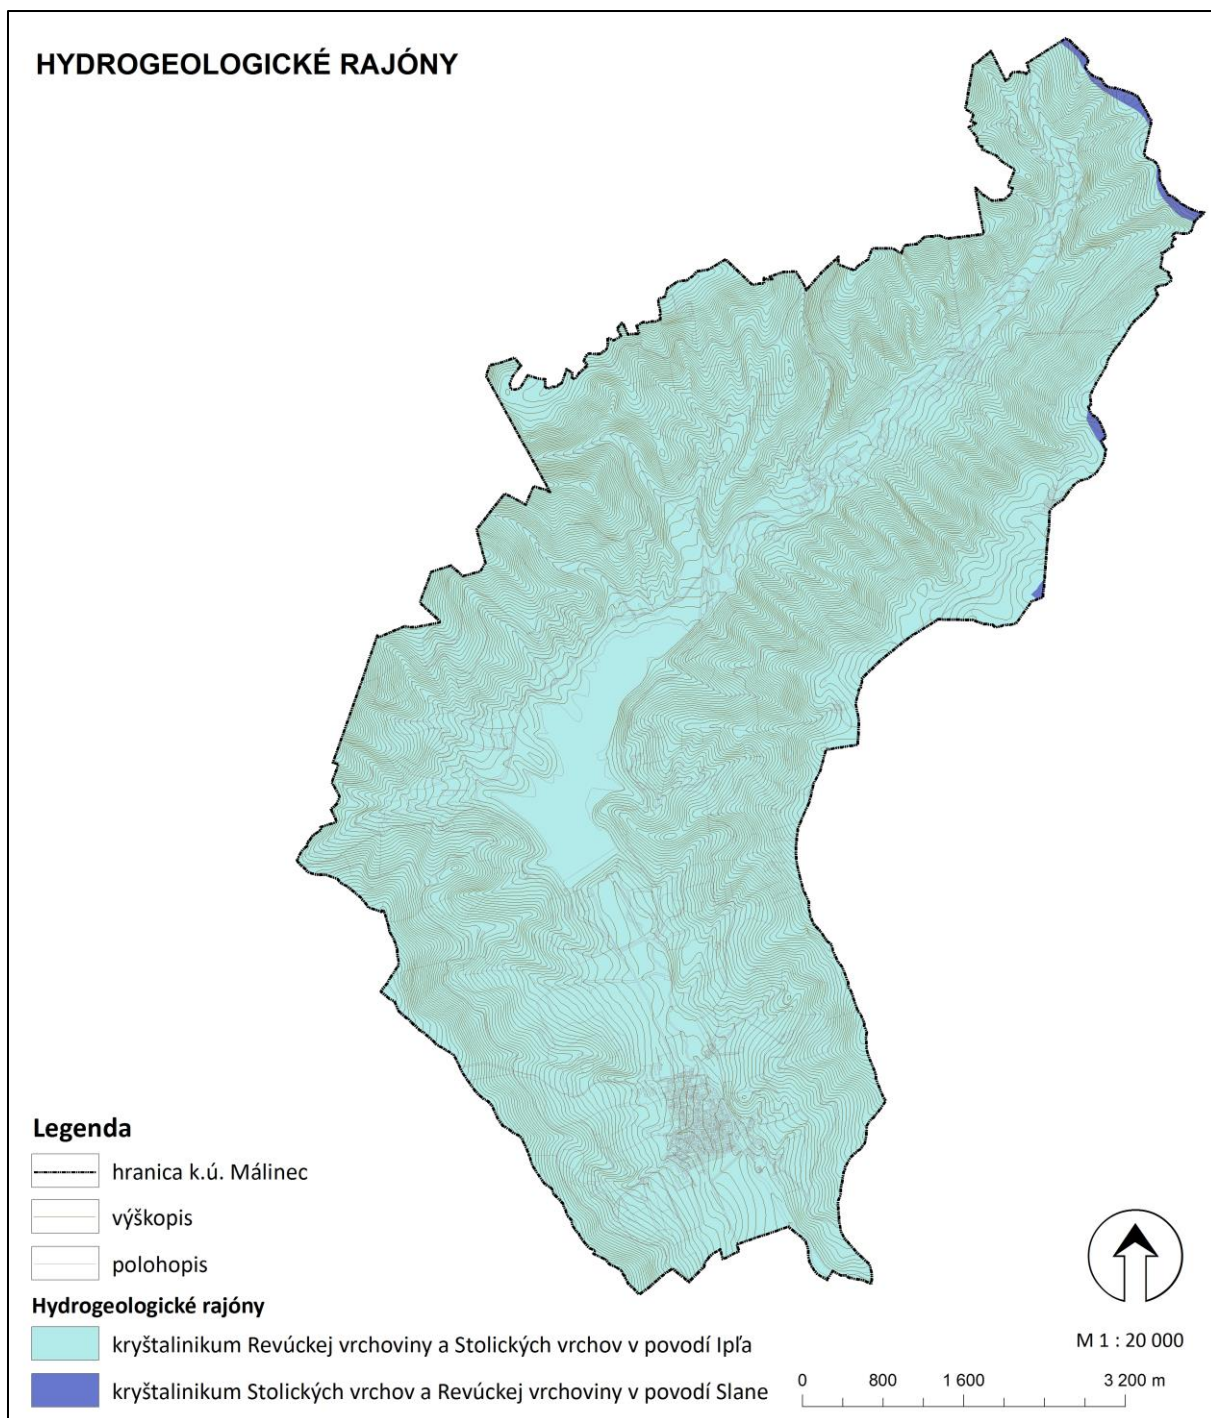 HYDROGEOLOGICKÉ RAJÓNY
Legenda
hranica k.ú. Málinec
výškopis
polohopis
Hydrogeologické rajóny
kryštalinikum Revúckej vrchoviny a Stolických vrchov v povodí Ipľa
kryštalinikum Stolických vrchov a Revúckej vrchoviny v povodí Slane
M 1 : 20 000
0 800 1 600 3 200 m